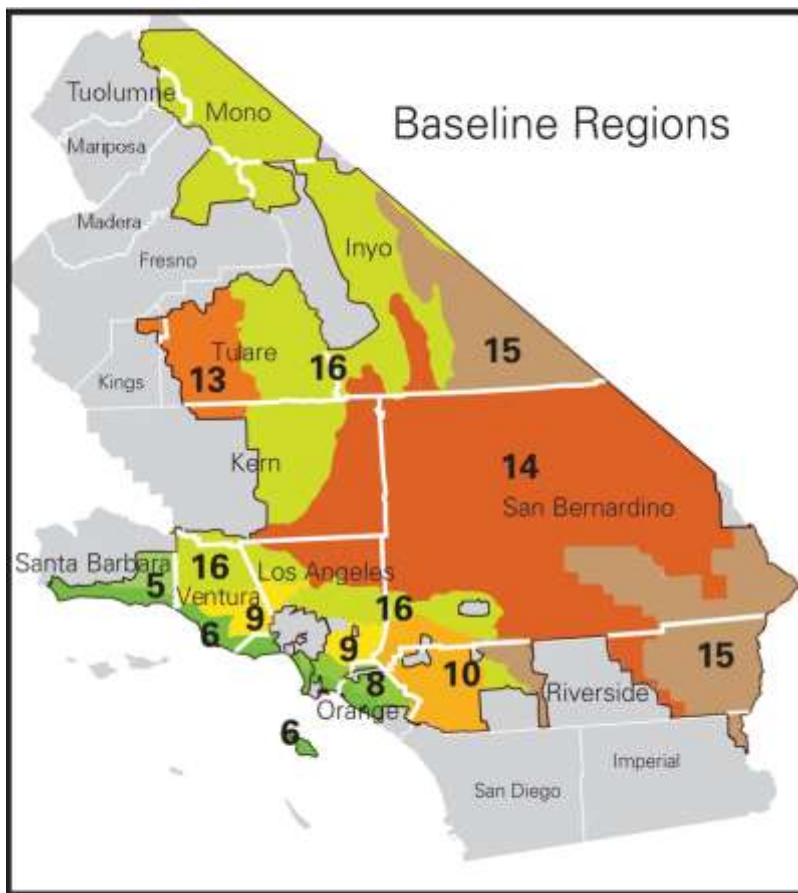 Tuolumne
Mono
Baseline Regions
Mariposa
Madera
Inyo
Fresno
15
Tulare
16
13
Kings
14
Kern
San Bernardino
Santa Barbara
16
Los Angeles
5
Ventura
16
9
6
9
15
10
8
Riverside
Orange
6
Imperial
San Diego